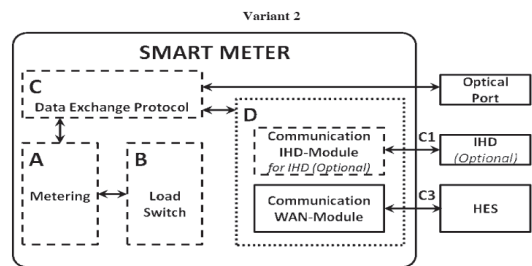 Variant 2
SMART METER
C
Data Exchange Protocol
Optical
Port
D
A
Metering
B
Load
Switch
Communication
IHD-Module
for IHD (Optional)
C1
IHD
(Optional)
Communication
WAN-Module
C3
HES